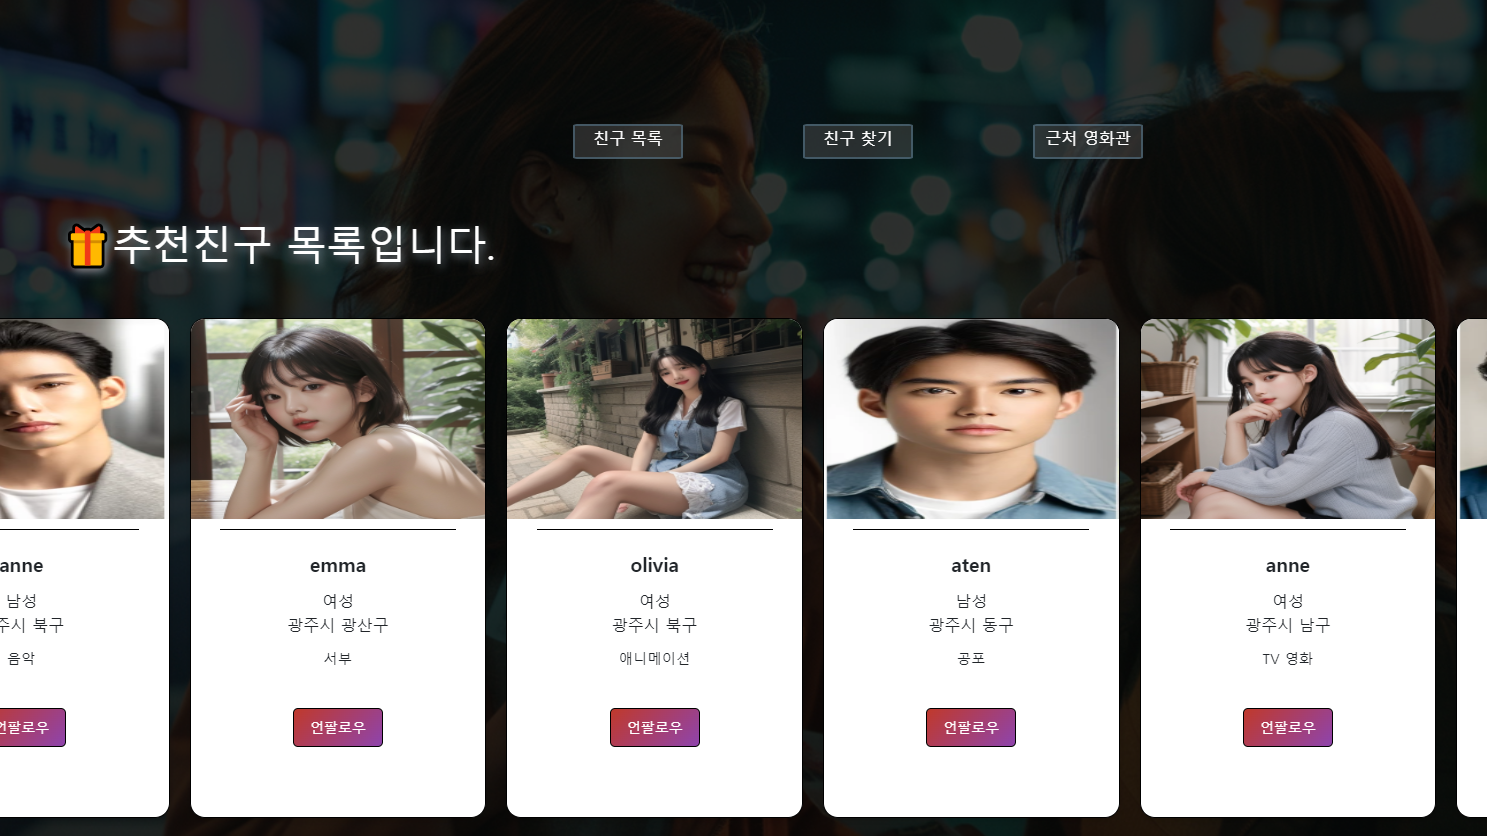 친구 목록
친구 찾기
근처 영화관
추천친구 목록입니다.
anne
남성
주시 북구
음악
언팔로우
emma
여성
광주시 광산구
서부
언팔로우
olivia
여성
광주시 북구
애니메이션
언팔로우
aten
남성
광주시 동구
공포
언팔로우
anne
여성
광주시 남구
TV 영화
언팔로우